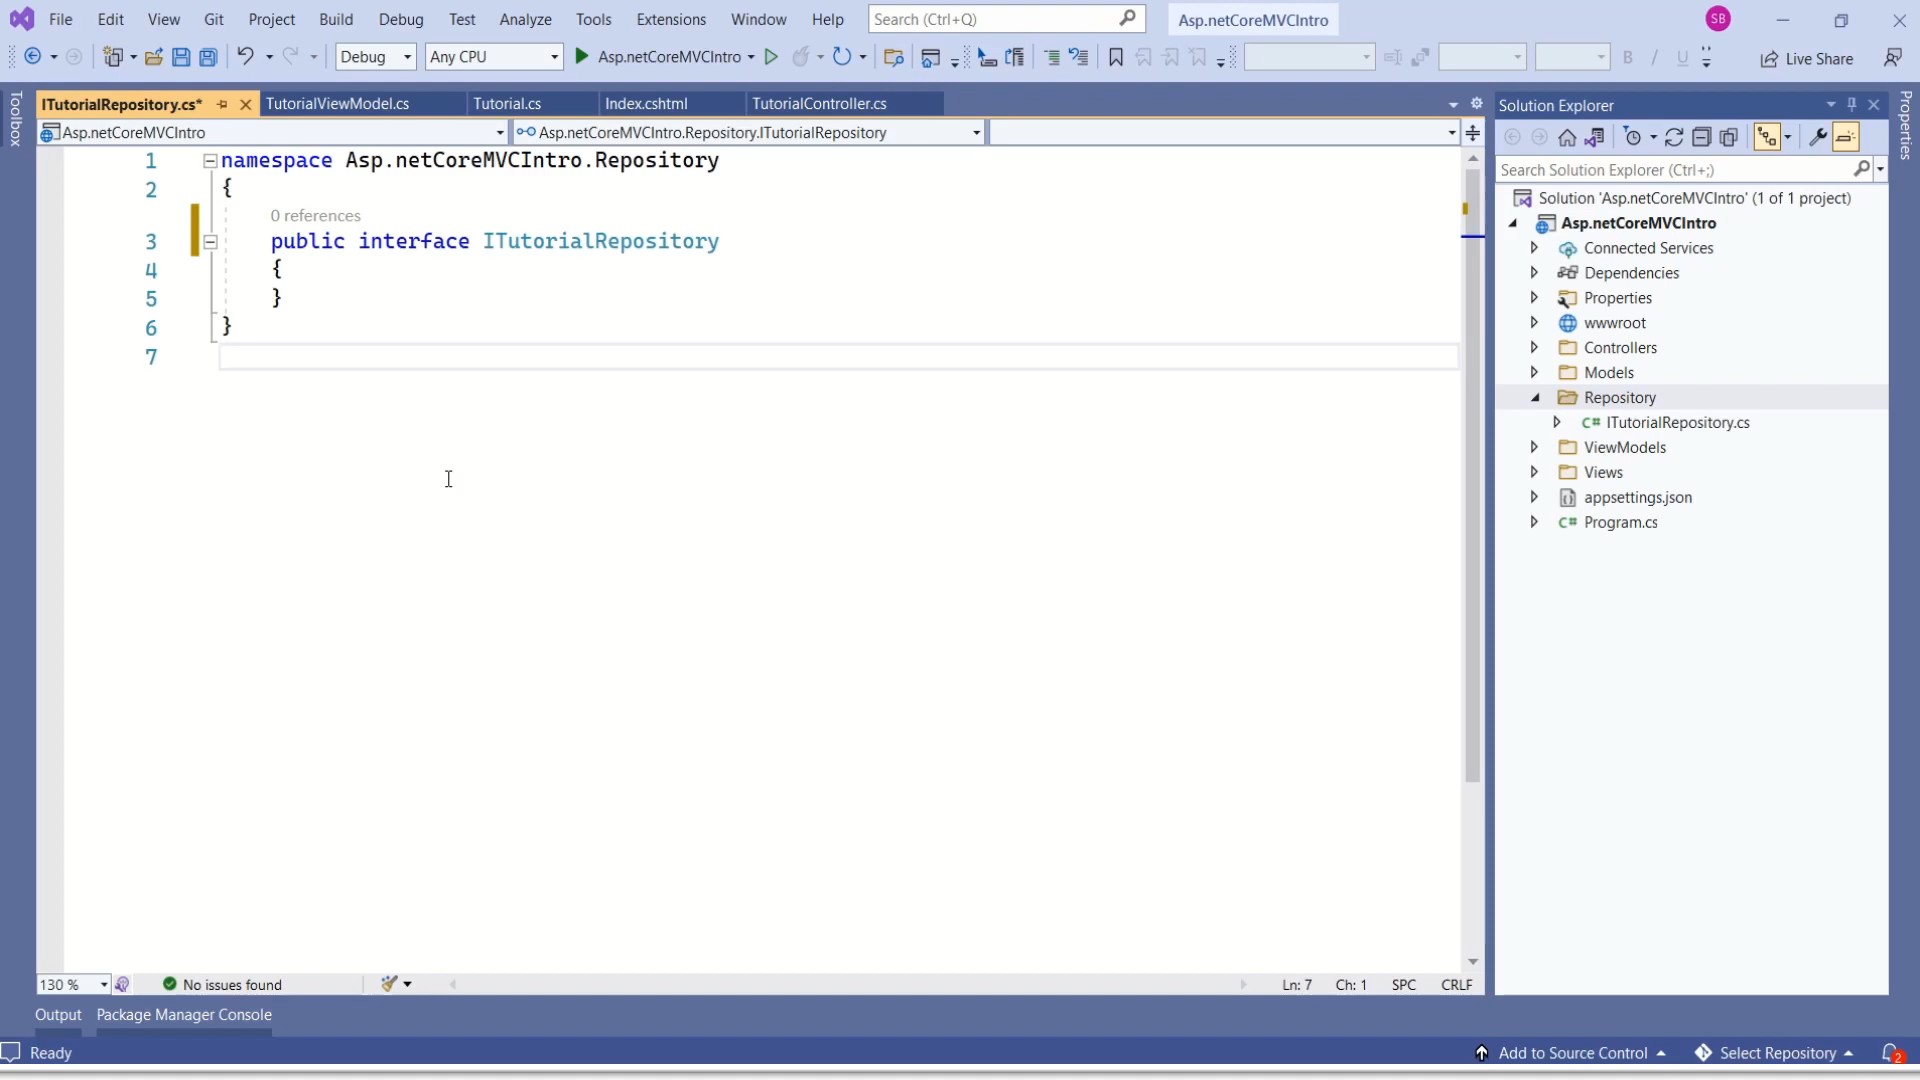 File Edit View Git Project Build Debug Test Analyze Tools Extensions Window Help Search (Ctrl+Q) Asp.netCoreMVCIntro SB
Debug Any CPU Asp.netCoreMVCIntro B I U Live Share
Toolbox
ITutorialRepository.cs* TutorialViewModel.cs Tutorial.cs Index.cshtml TutorialController.cs
Asp.netCoreMVCIntro Asp.netCoreMVCIntro.Repository.ITutorialRepository
1 namespace Asp.netCoreMVCIntro.Repository
2 {
0 references
3 public interface ITutorialRepository
4 {
5 }
6 }
7
130 % No issues found Ln: 7 Ch: 1 SPC CRLF
Solution Explorer
Search Solution Explorer (Ctrl+;)
Solution 'Asp.netCoreMVCIntro' (1 of 1 project)
Asp.netCoreMVCIntro
Connected Services
Dependencies
Properties
wwwroot
Controllers
Models
Repository
C# ITutorialRepository.cs
ViewModels
Views
appsettings.json
C# Program.cs
Properties
Output Package Manager Console
Ready Add to Source Control Select Repository 2